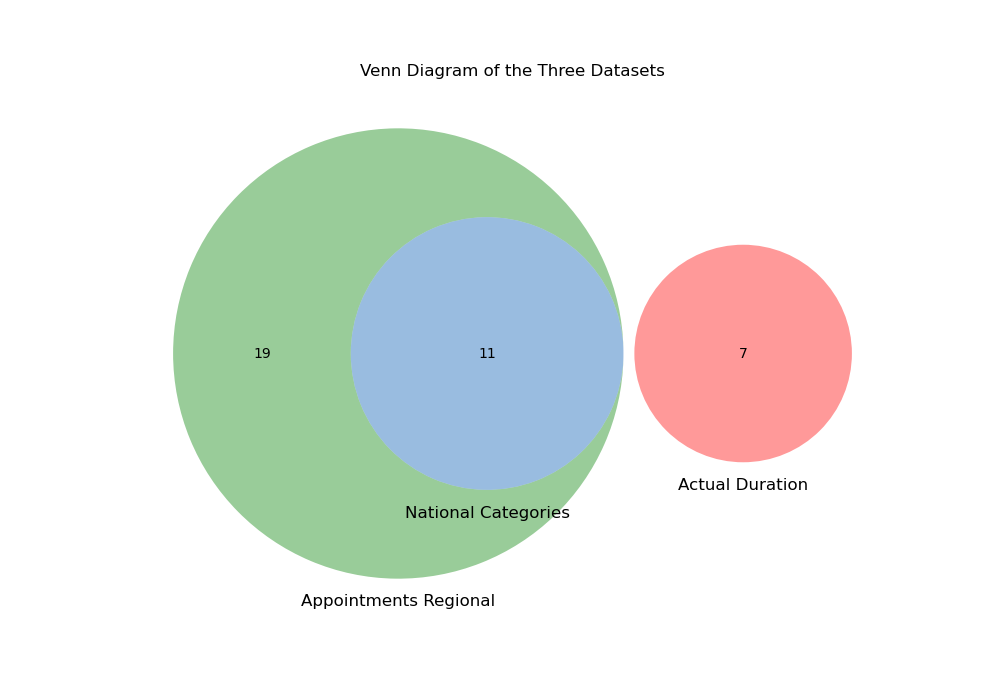 Venn Diagram of the Three Datasets
19
11
7
Actual Duration
National Categories
Appointments Regional